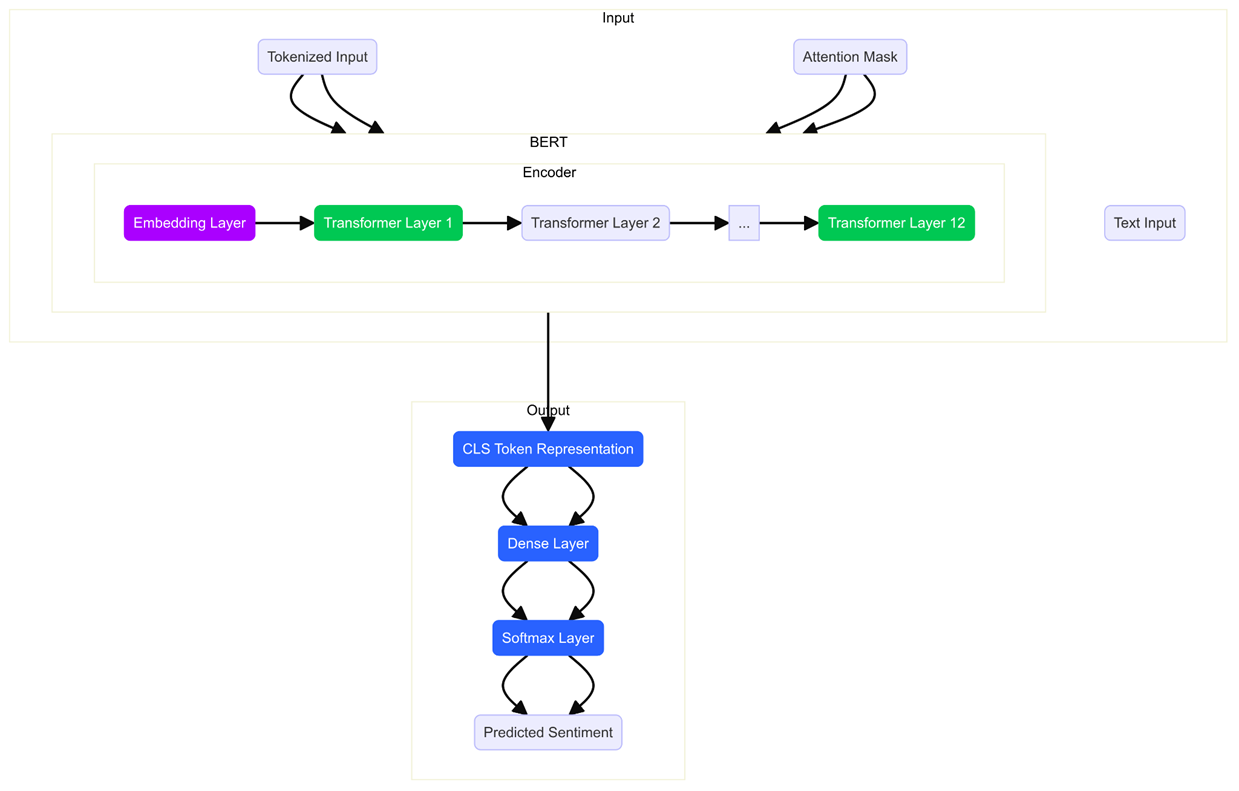 Input
Tokenized Input
Attention Mask
BERT
Encoder
Embedding Layer
Transformer Layer 1
Transformer Layer 2
...
Transformer Layer 12
Text Input
Output
CLS Token Representation
Dense Layer
Softmax Layer
Predicted Sentiment